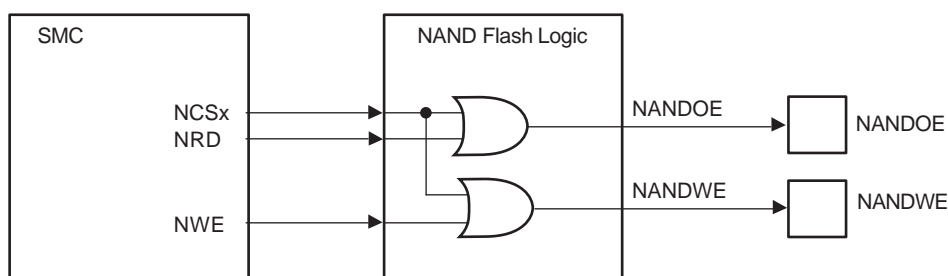 SMC
NAND Flash Logic
NCSx
NRD
NWE
NANDOE
NANDOE
NANDWE
NANDWE